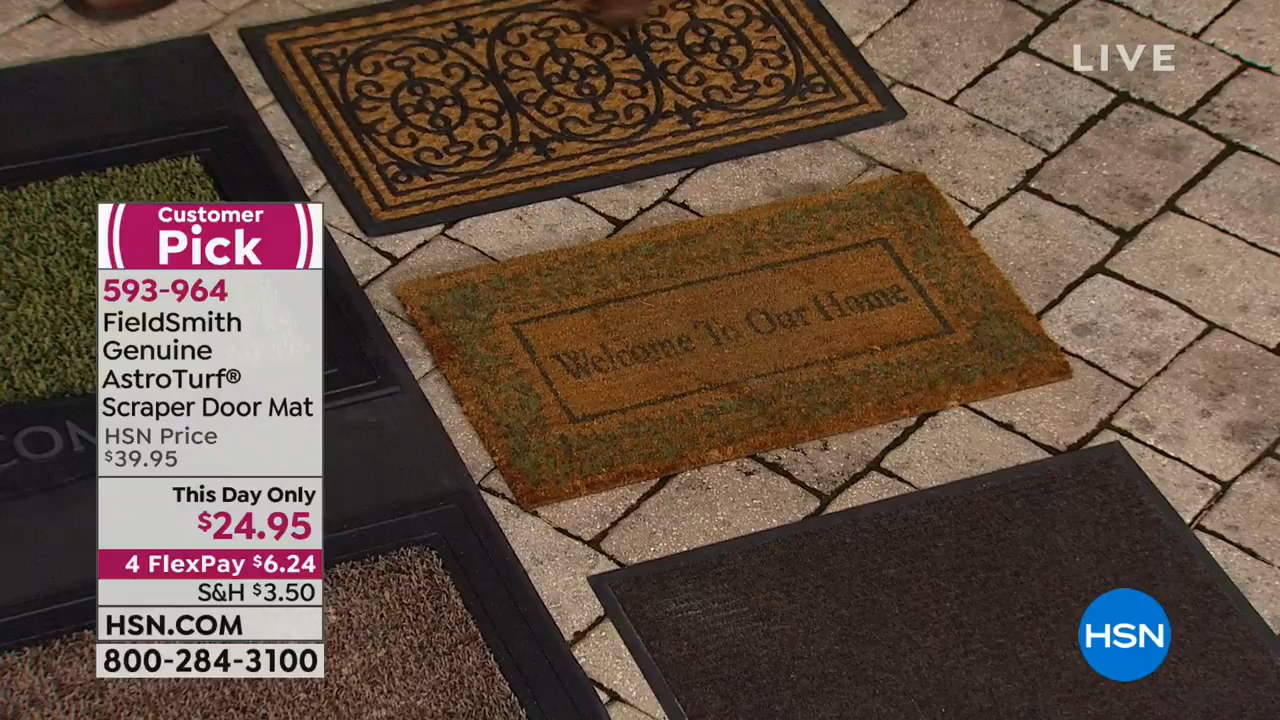 LIVE
Customer
Pick
593-964
FieldSmith
Genuine
AstroTurf®
Scraper Door Mat
HSN Price
$39.95
This Day Only
$24.95
4 FlexPay $6.24
S&H $3.50
HSN.COM
800-284-3100
Welcome To Our Home
COM
HSN